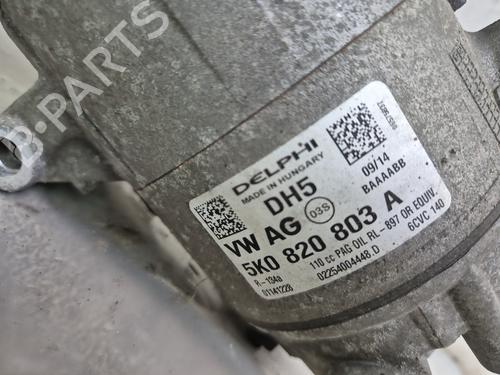 B-PARTS
DELPHI
MADE IN HUNGARY
DH5
VW AG 03S
5K0 820 803 A
09/14
BAAAABB
R-134a 110 cc PAG OIL RL-897 OR EQUIV.
01141220 02254004448.D 6CVC 140